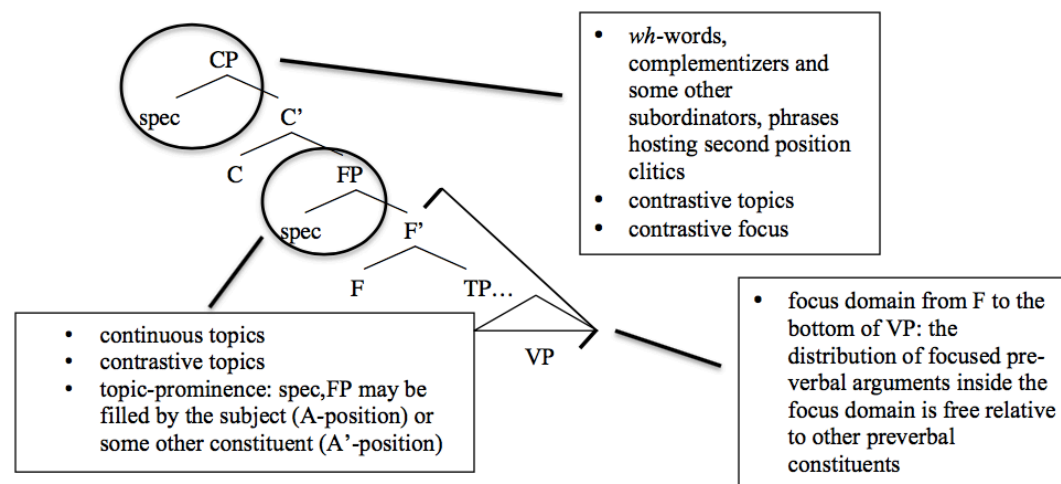 CP
spec
C’
C
FP
spec
F’
F
TP…
VP
• wh-words,
complementizers and
some other
subordinators, phrases
hosting second position
clitics
• contrastive topics
• contrastive focus
• continuous topics
• contrastive topics
• topic-prominence: spec,FP may be
filled by the subject (A-position) or
some other constituent (A’-position)
• focus domain from F to the
bottom of VP: the
distribution of focused pre-
verbal arguments inside the
focus domain is free relative
to other preverbal
constituents